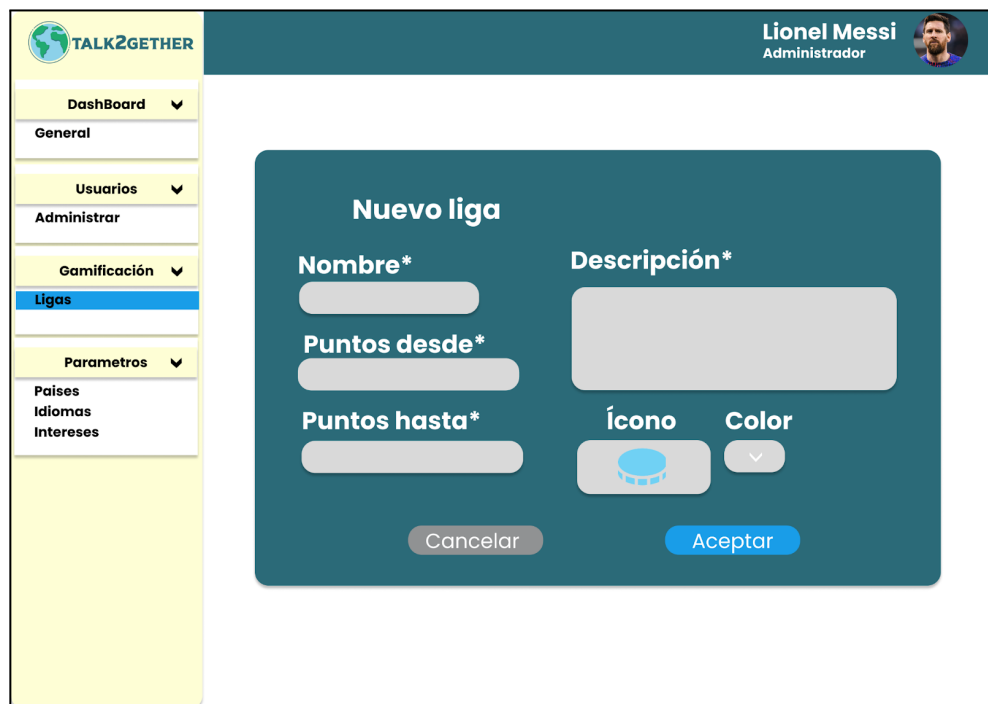 TALK2GETHER
Lionel Messi
Administrador
DashBoard
General
Usuarios
Administrar
Gamificación
Ligas
Parametros
Paises
Idiomas
Intereses
Nuevo liga
Nombre*
Descripción*
Puntos desde*
Puntos hasta*
Ícono
Color
Cancelar
Aceptar